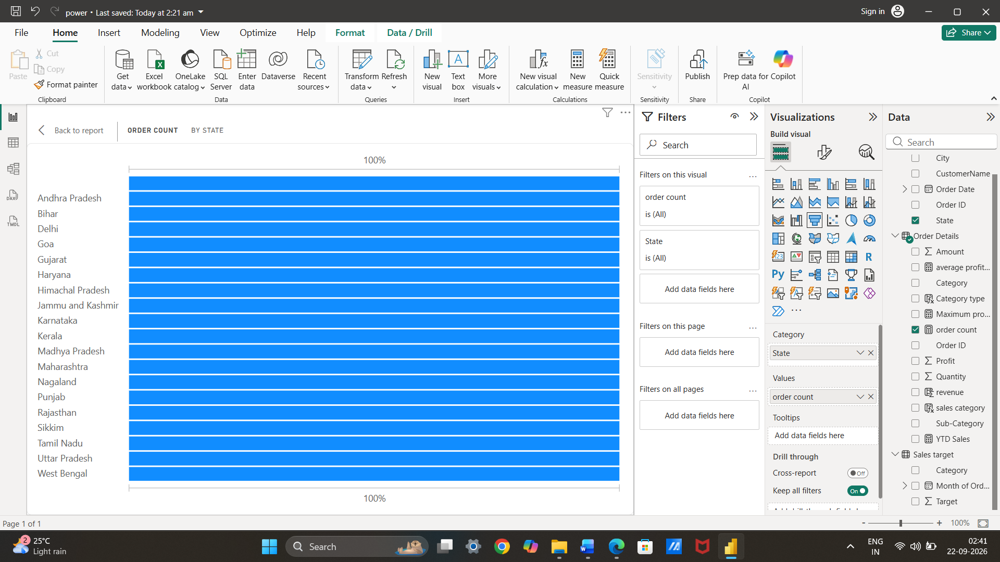 power • Last saved: Today at 2:21 am
Sign in
File Home Insert Modeling View Optimize Help Format Data / Drill
Share
Paste
Cut
Copy
Format painter
Clipboard
Get data
Excel workbook
OneLake catalog
SQL Server
Enter data
Dataverse
Recent sources
Data
Transform data
Refresh
Queries
New visual
Text box
More visuals
Insert
New visual calculation
New measure
Quick measure
Calculations
Sensitivity
Sensitivity
Publish
Share
Prep data for AI
Copilot
Copilot
Back to report
ORDER COUNT BY STATE
100%
Andhra Pradesh
Bihar
Delhi
Goa
Gujarat
Haryana
Himachal Pradesh
Jammu and Kashmir
Karnataka
Kerala
Madhya Pradesh
Maharashtra
Nagaland
Punjab
Rajasthan
Sikkim
Tamil Nadu
Uttar Pradesh
West Bengal
100%
DAX
TMDL
Filters
Search
Filters on this visual ...
order count
is (All)
State
is (All)
Add data fields here
Filters on this page ...
Add data fields here
Filters on all pages ...
Add data fields here
Visualizations
Build visual
123
R
Py
...
Category
State
Values
order count
Tooltips
Add data fields here
Drill through
Cross-report Off
Keep all filters On
Data
Search
City
CustomerName
Order Date
Order ID
State
Order Details
Amount
average profit...
Category
Category type
Maximum pro...
order count
Order ID
Profit
Quantity
revenue
sales category
Sub-Category
YTD Sales
Sales target
Category
Month of Ord...
Target
Page 1 of 1
- + 100%
2
25°C
Light rain
Search
ENG
IN
02:41
22-09-2026